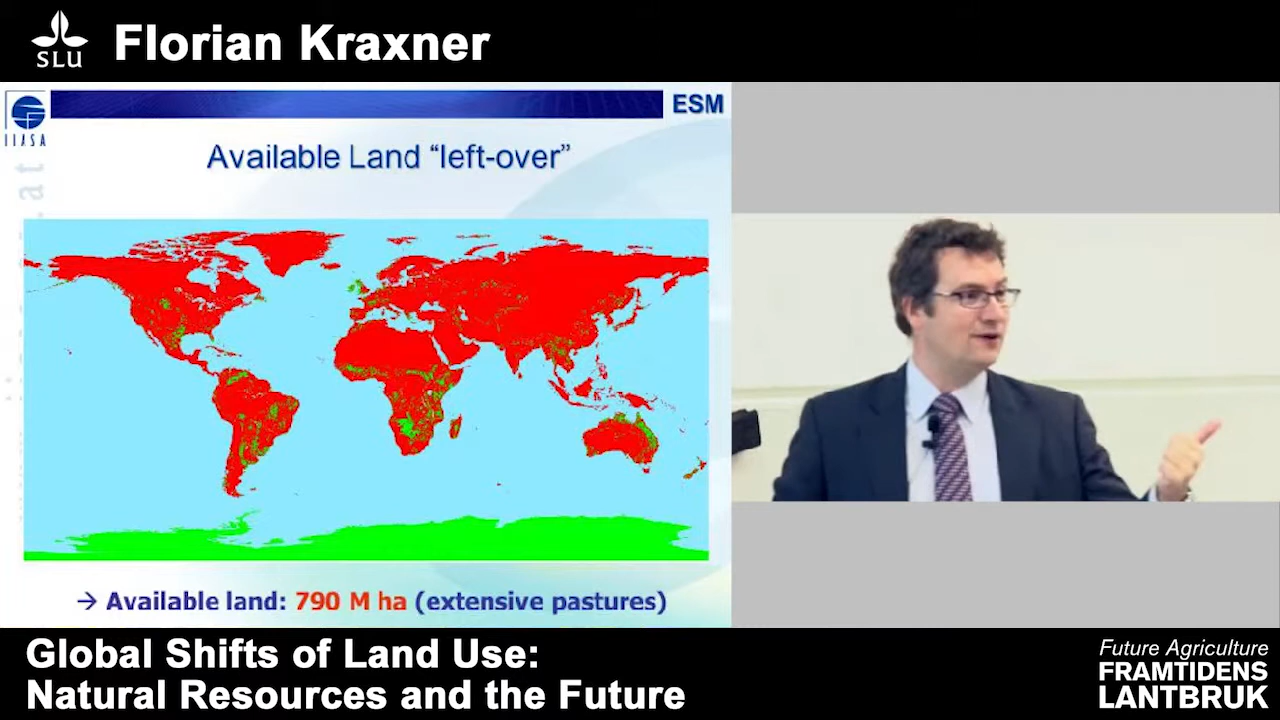 SLU
Florian Kraxner
IIASA
ESM
Available Land “left-over”
→ Available land: 790 M ha (extensive pastures)
Global Shifts of Land Use:
Natural Resources and the Future
Future Agriculture
FRAMTIDENS
LANTBRUK